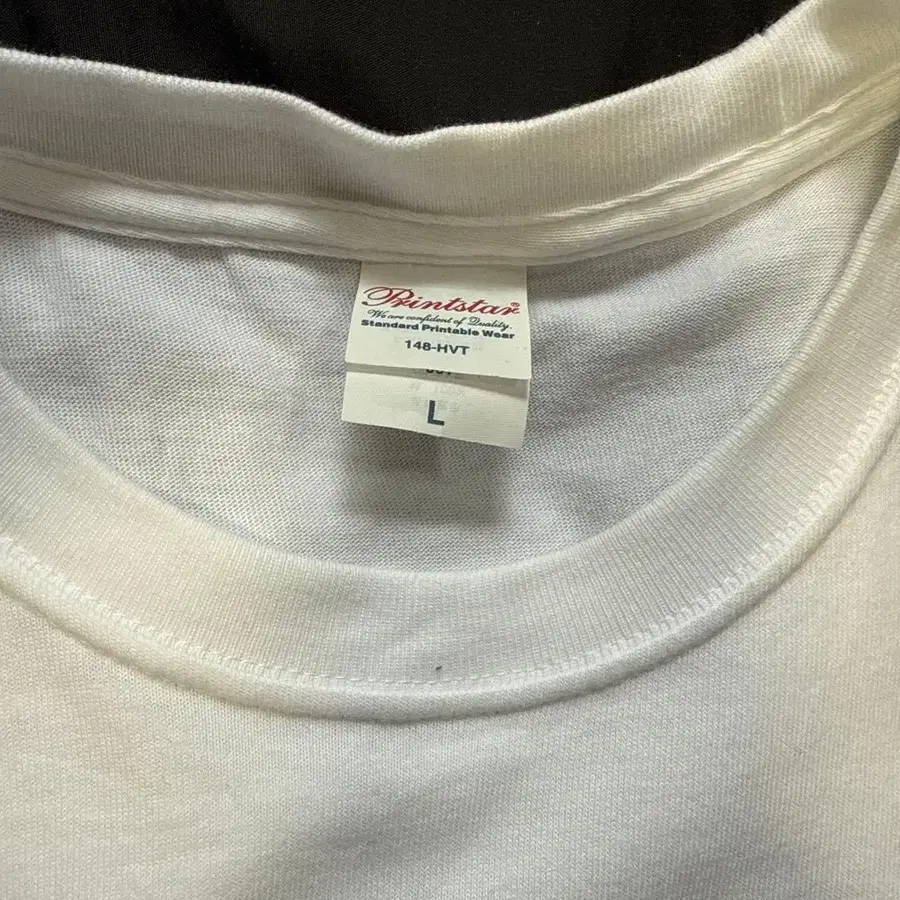 Printstar®
We are confident of Quality.
Standard Printable Wear
148-HVT
L